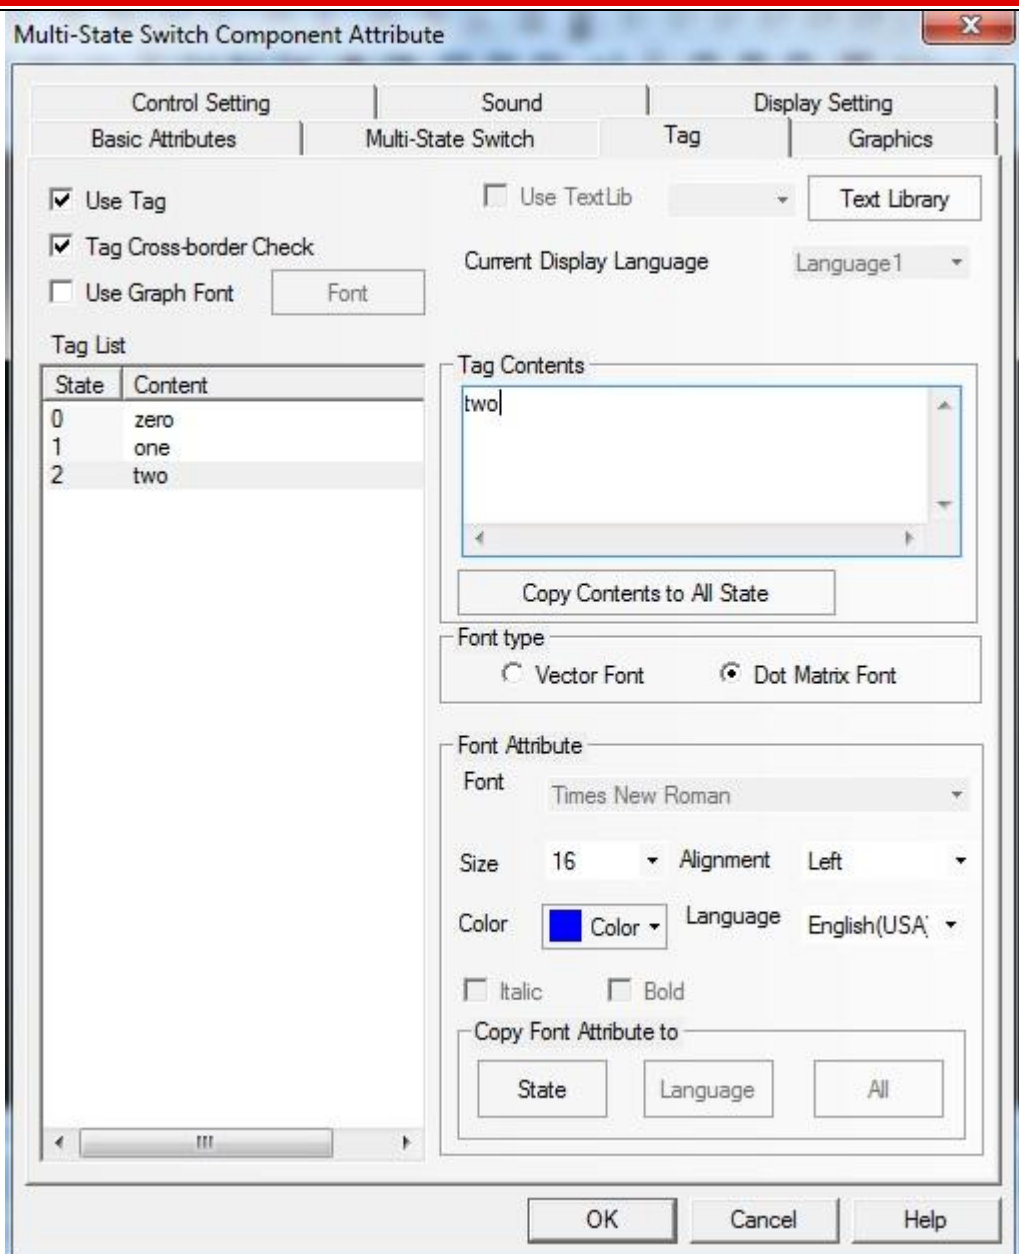 Multi-State Switch Component Attribute
Control Setting Sound Display Setting
Basic Attributes Multi-State Switch Tag Graphics
Use Tag Use TextLib Text Library
Tag Cross-border Check
Current Display Language Language1
Use Graph Font Font
Tag List
Tag Contents
State Content
two
0 zero
1 one
2 two
Copy Contents to All State
Font type
Vector Font Dot Matrix Font
Font Attribute
Font Times New Roman
Size 16 Alignment Left
Color Color Language English(USA)
Italic Bold
Copy Font Attribute to
State Language All
OK Cancel Help